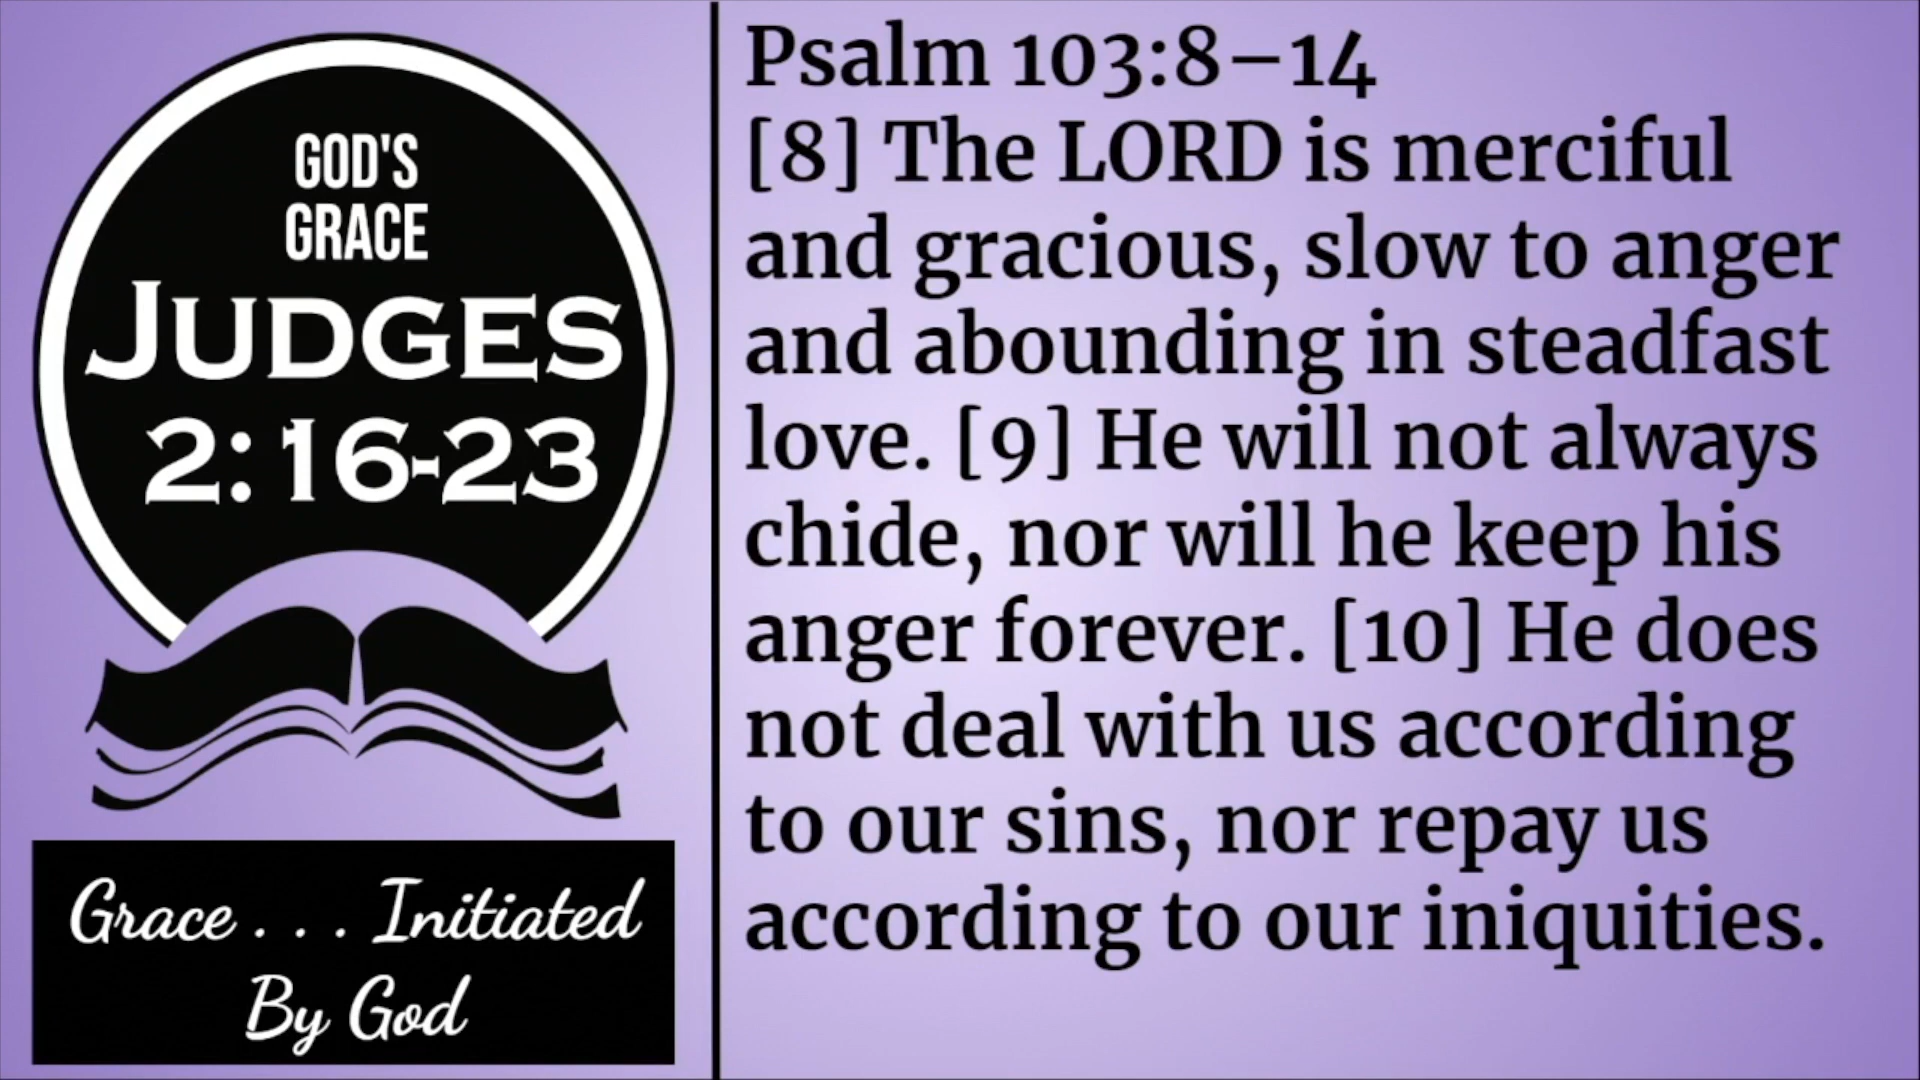 GOD'S
GRACE
JUDGES
2:16-23
Grace . . . Initiated
By God
Psalm 103:8–14
[8] The LORD is merciful
and gracious, slow to anger
and abounding in steadfast
love. [9] He will not always
chide, nor will he keep his
anger forever. [10] He does
not deal with us according
to our sins, nor repay us
according to our iniquities.